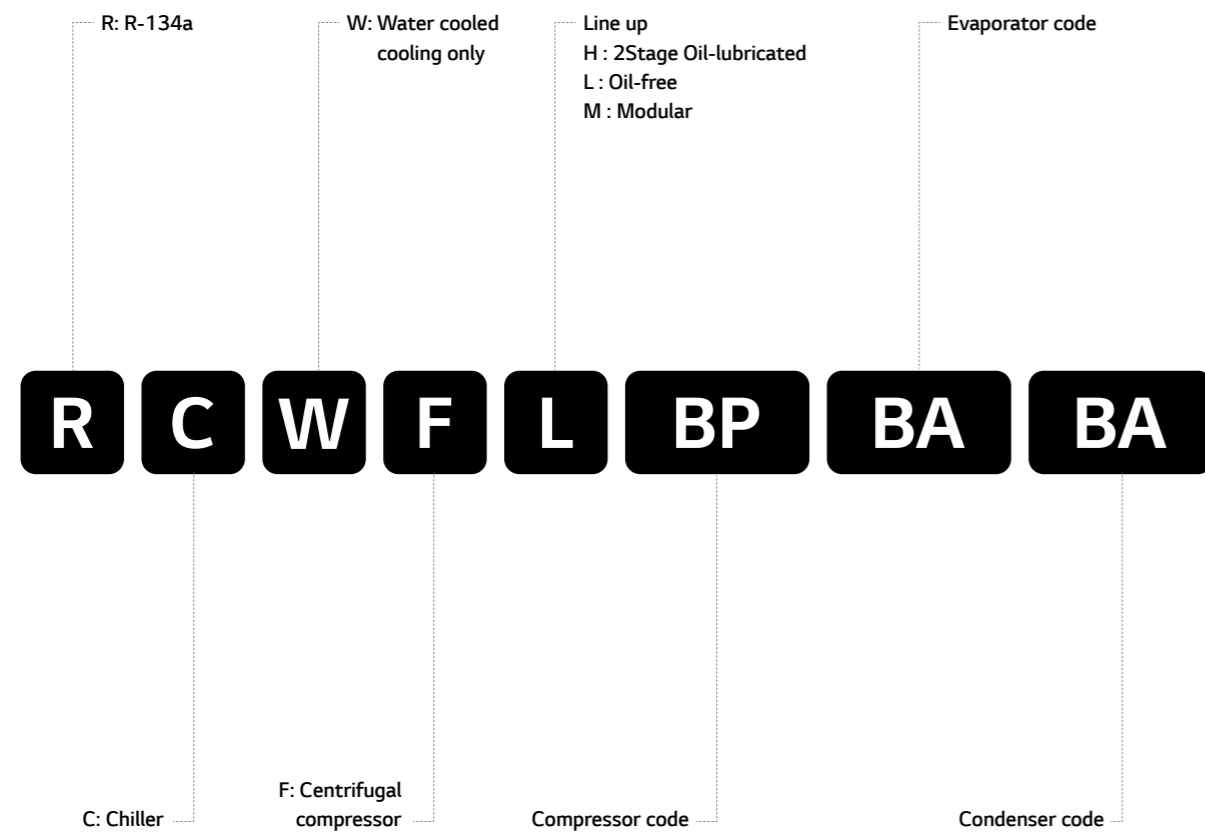 R: R-134a
W: Water cooled
cooling only
Line up
H : 2Stage Oil-lubricated
L : Oil-free
M : Modular
Evaporator code
R C W F L BP BA BA
C: Chiller
F: Centrifugal
compressor
Compressor code
Condenser code